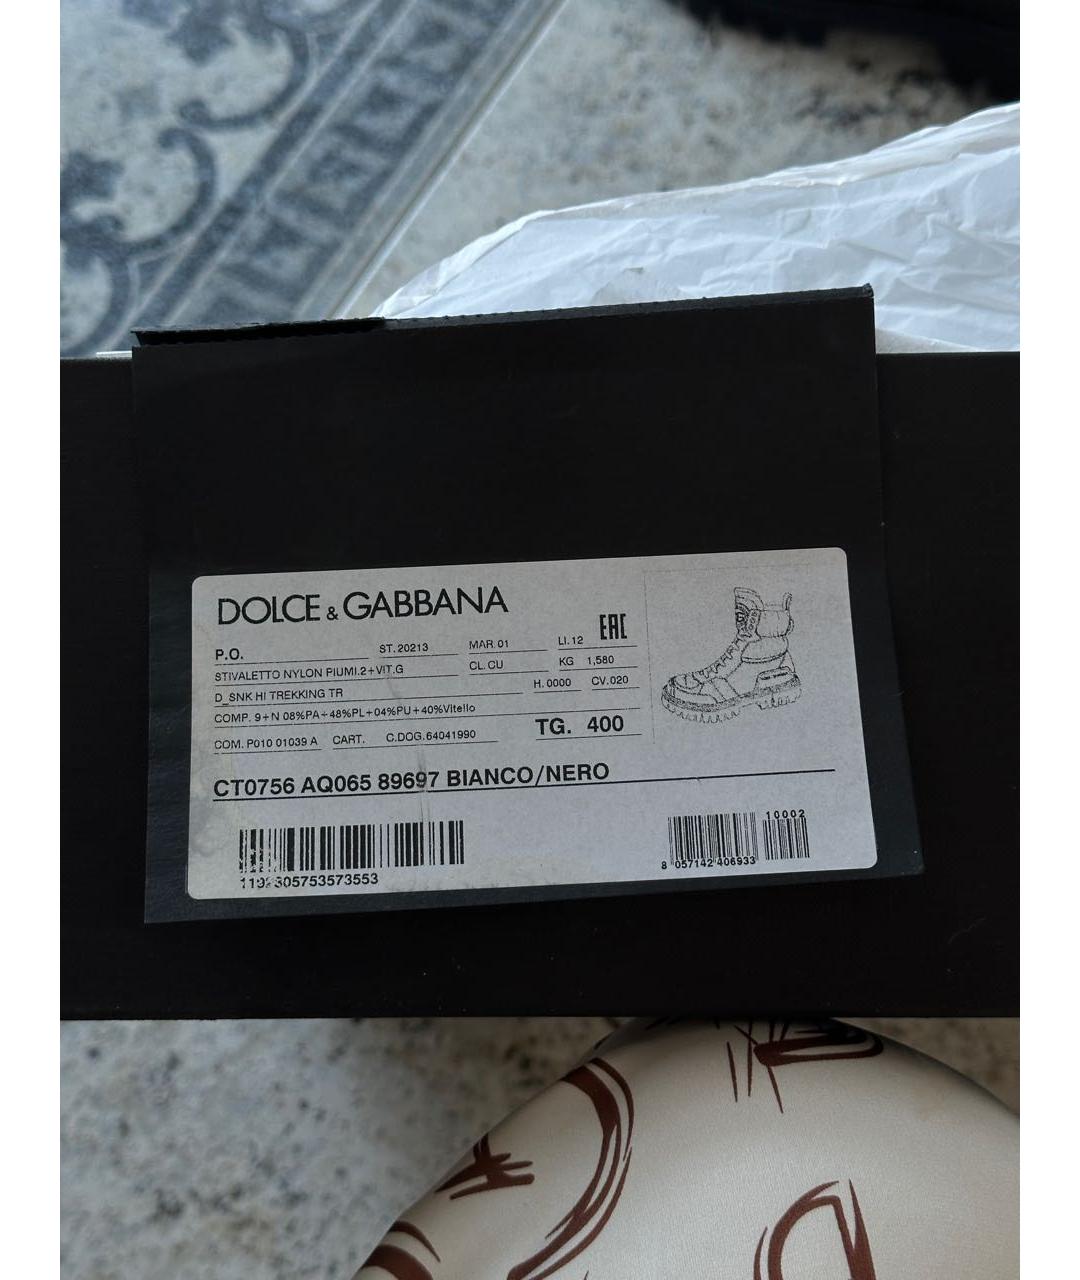 DOLCE & GABBANA
EAC
P.O. ST. 20213 MAR 01 LI. 12
STIVALETTO NYLON PIUMI.2+VIT.G CL. CU KG 1,580
D_SNK HI TREKKING TR H. 0000 CV. 020
COMP. 9+N 08%PA+48%PL+04%PU+40%Vitello
COM. P010 01039 A CART. C.DOG.64041990 TG. 400
CT0756 AQ065 89697 BIANCO/NERO
10002
8 057142 406933